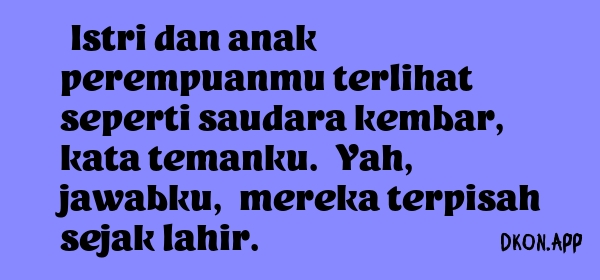 Istri dan anak
perempuanmu terlihat
seperti saudara kembar,
kata temanku. Yah,
jawabku, mereka terpisah
sejak lahir.
DKON.APP